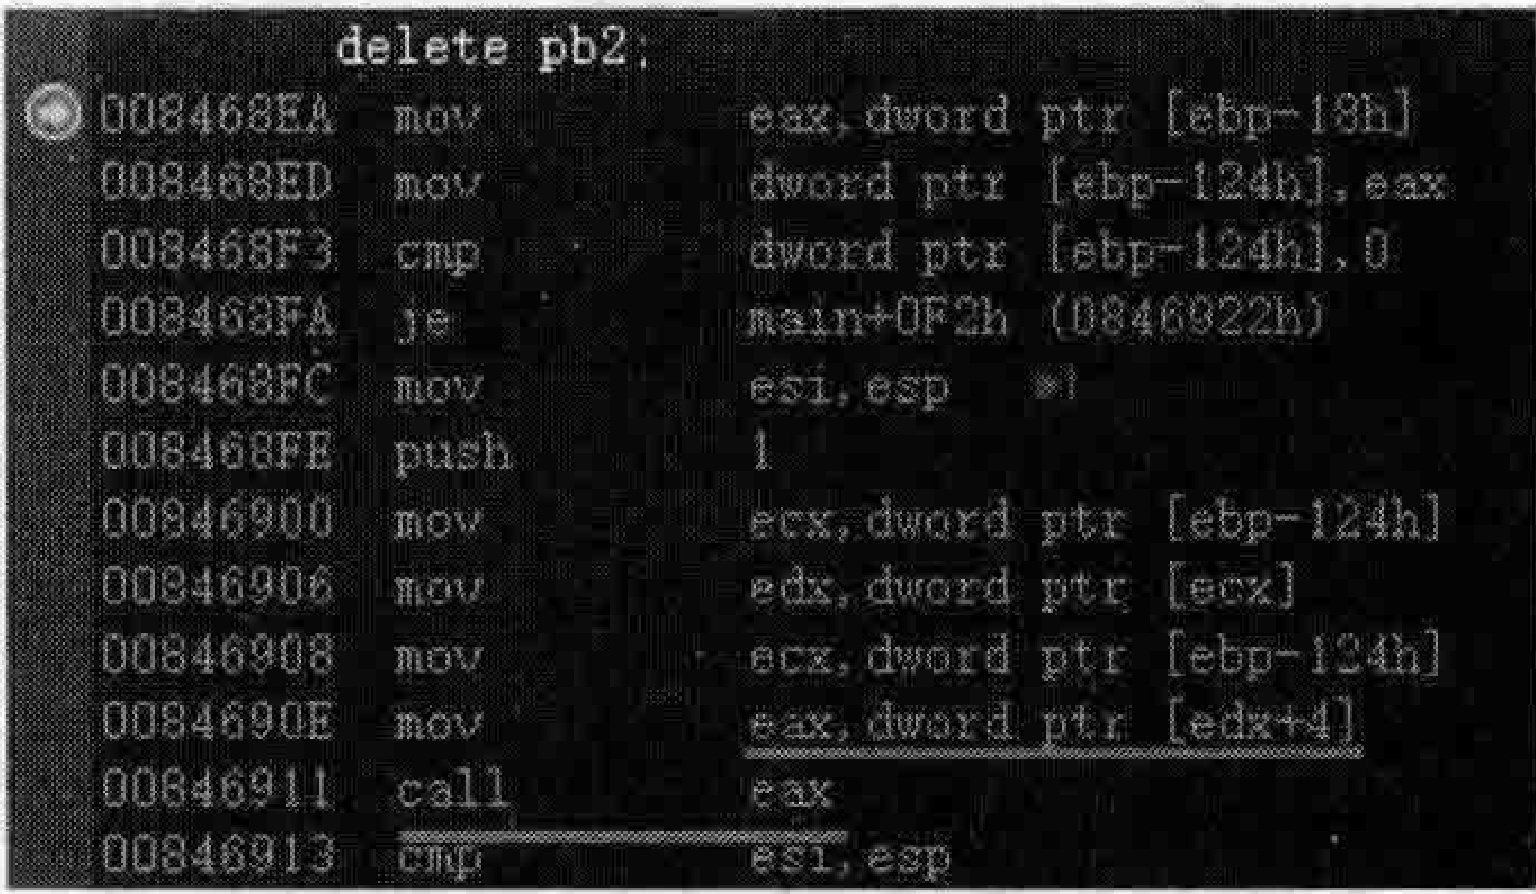 delete pb2;
008468EA mov eax,dword ptr [ebp-18h]
008468ED mov dword ptr [ebp-124h],eax
008468F3 cmp dword ptr [ebp-124h],0
008468FA je main+0F2h (0846922h)
008468FC mov esi,esp
008468FE push 1
00846900 mov ecx,dword ptr [ebp-124h]
00846906 mov edx,dword ptr [ecx]
00846908 mov ecx,dword ptr [ebp-124h]
0084690E mov eax,dword ptr [edx+4]
00846911 call eax
00846913 cmp esi,esp